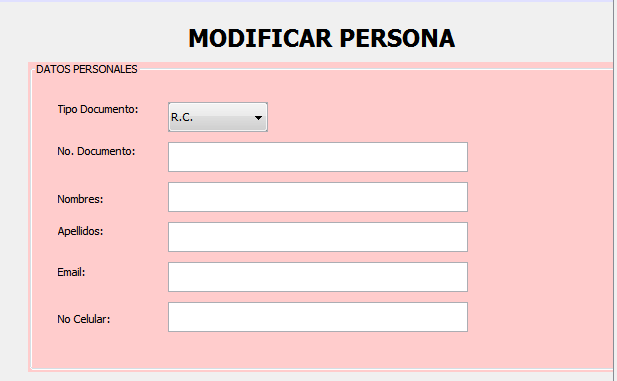 MODIFICAR PERSONA
DATOS PERSONALES
Tipo Documento:
R.C.
No. Documento:
Nombres:
Apellidos:
Email:
No Celular: